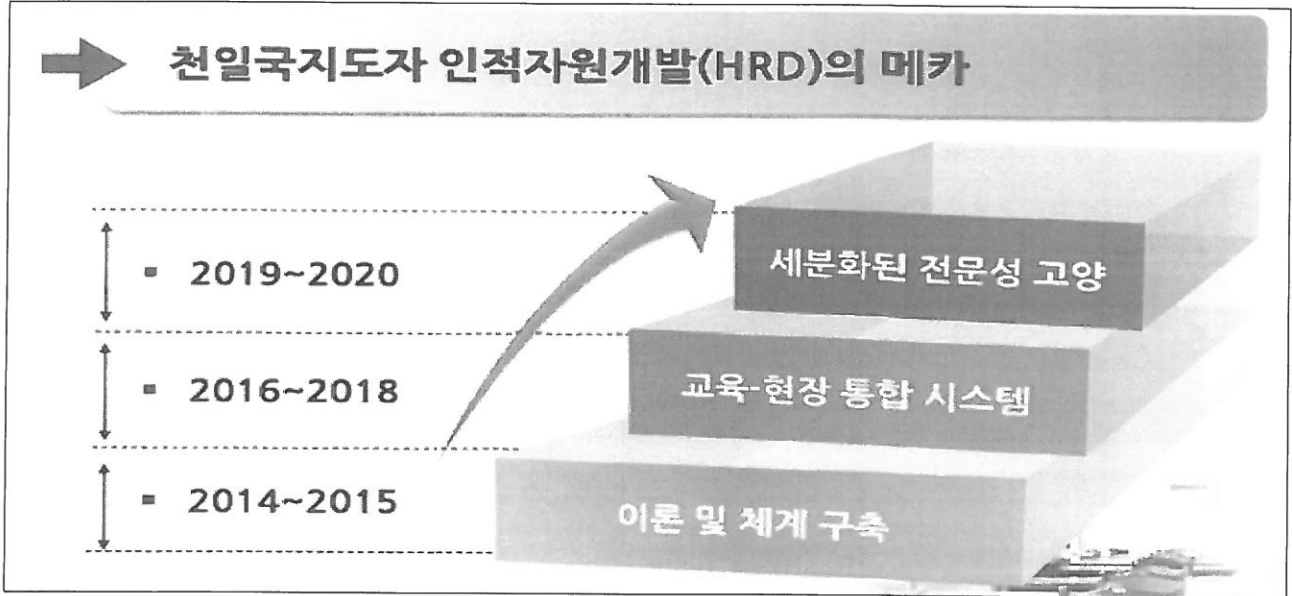 천일국지도자 인적자원개발(HRD)의 메카
▪ 2019~2020
세분화된 전문성 고양
▪ 2016~2018
교육-현장 통합 시스템
▪ 2014~2015
이론 및 체계 구축